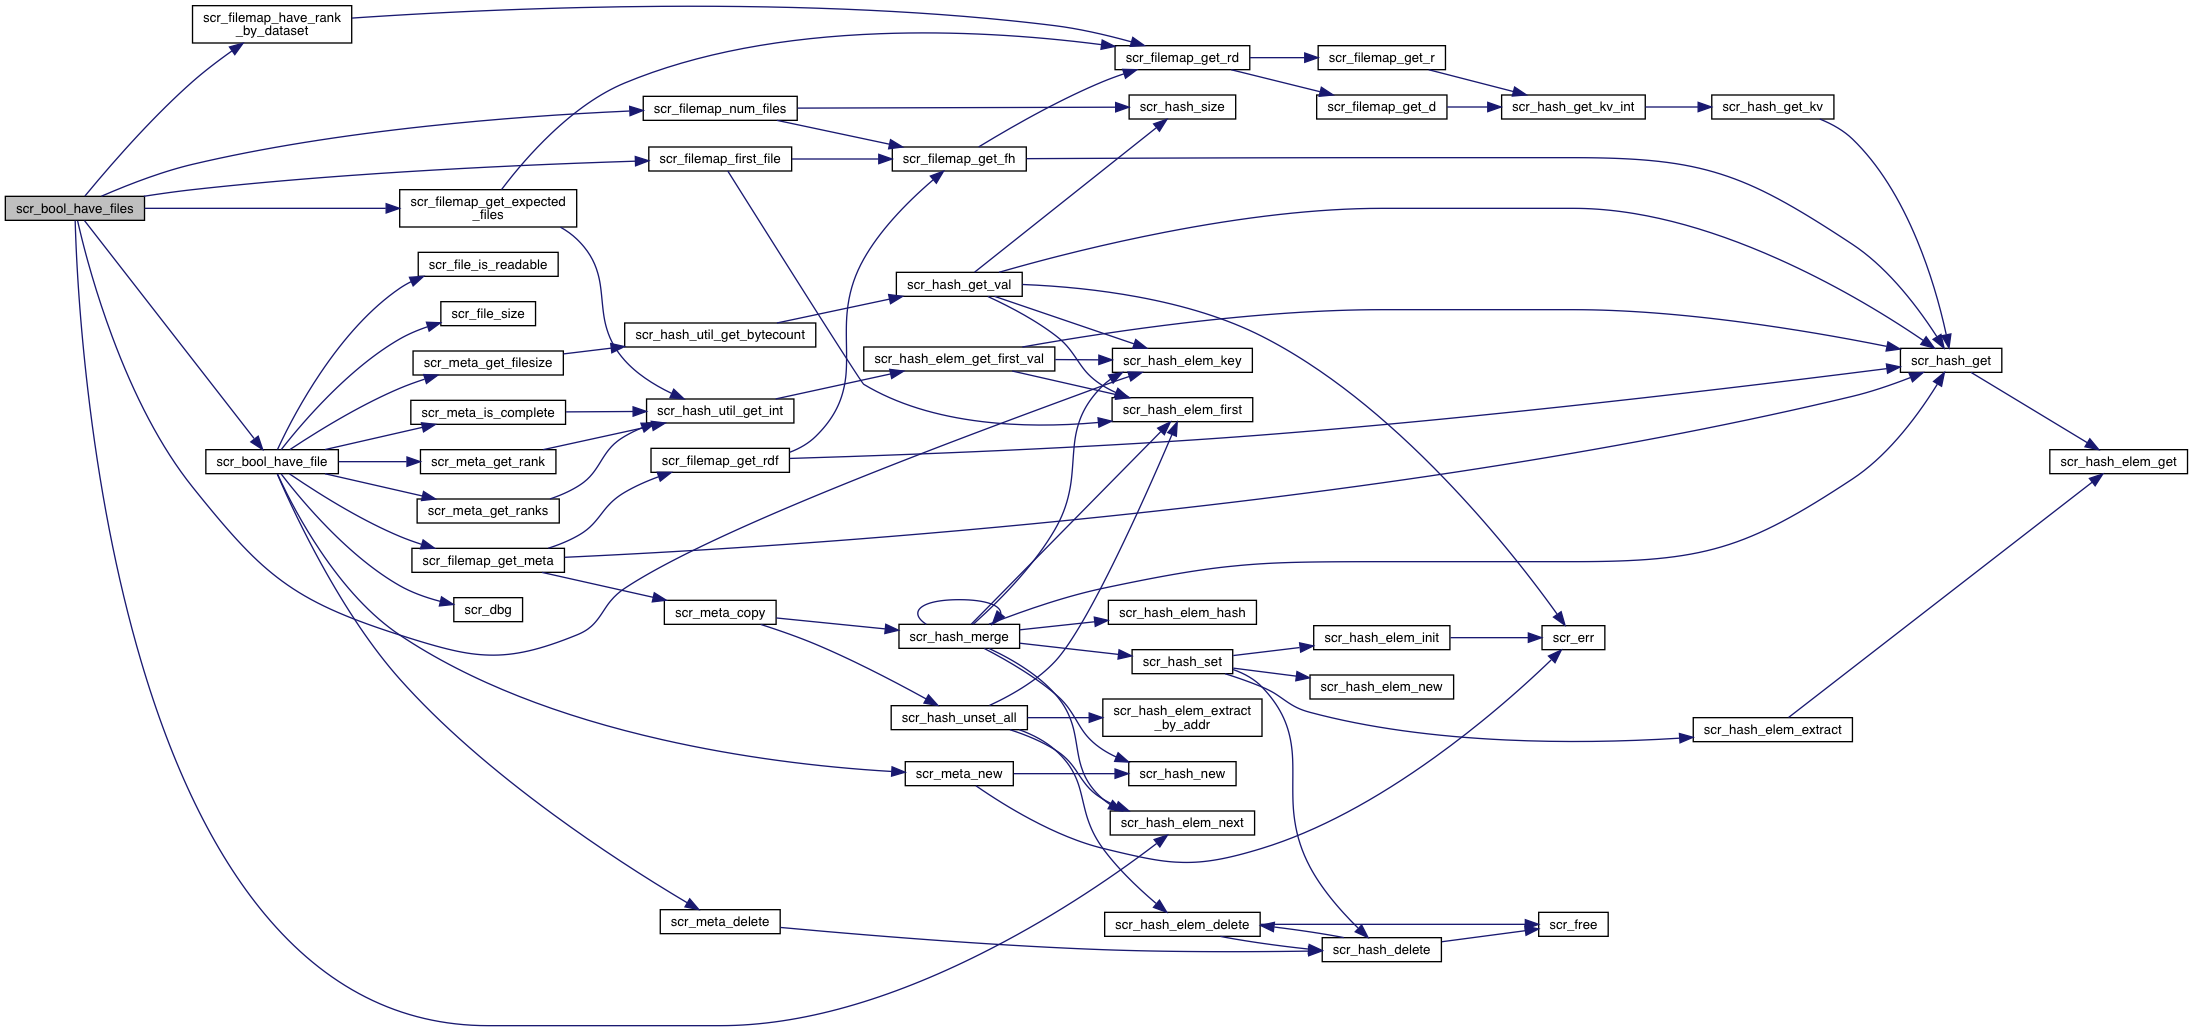 scr_filemap_have_rank
_by_dataset
scr_filemap_get_rd
scr_filemap_get_r
scr_filemap_num_files
scr_hash_size
scr_filemap_get_d
scr_hash_get_kv_int
scr_hash_get_kv
scr_filemap_first_file
scr_filemap_get_fh
scr_bool_have_files
scr_filemap_get_expected
_files
scr_file_is_readable
scr_hash_get_val
scr_file_size
scr_hash_util_get_bytecount
scr_meta_get_filesize
scr_hash_elem_get_first_val
scr_hash_elem_key
scr_hash_get
scr_meta_is_complete
scr_hash_util_get_int
scr_hash_elem_first
scr_bool_have_file
scr_meta_get_rank
scr_filemap_get_rdf
scr_hash_elem_get
scr_meta_get_ranks
scr_filemap_get_meta
scr_dbg
scr_meta_copy
scr_hash_elem_hash
scr_hash_merge
scr_hash_elem_init
scr_err
scr_hash_set
scr_hash_elem_new
scr_hash_unset_all
scr_hash_elem_extract
_by_addr
scr_hash_elem_extract
scr_meta_new
scr_hash_new
scr_hash_elem_next
scr_meta_delete
scr_hash_elem_delete
scr_free
scr_hash_delete